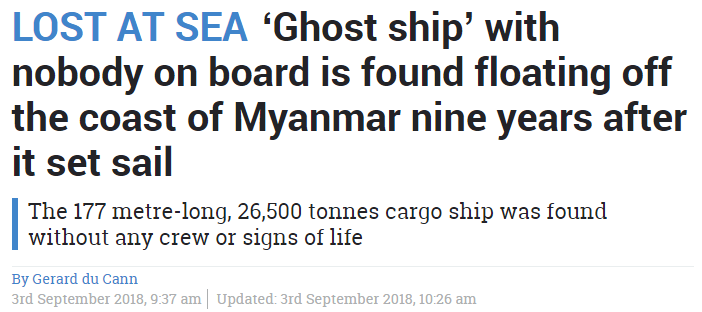 LOST AT SEA ‘Ghost ship’ with
nobody on board is found floating off
the coast of Myanmar nine years after
it set sail
The 177 metre-long, 26,500 tonnes cargo ship was found
without any crew or signs of life
By Gerard du Cann
3rd September 2018, 9:37 am | Updated: 3rd September 2018, 10:26 am